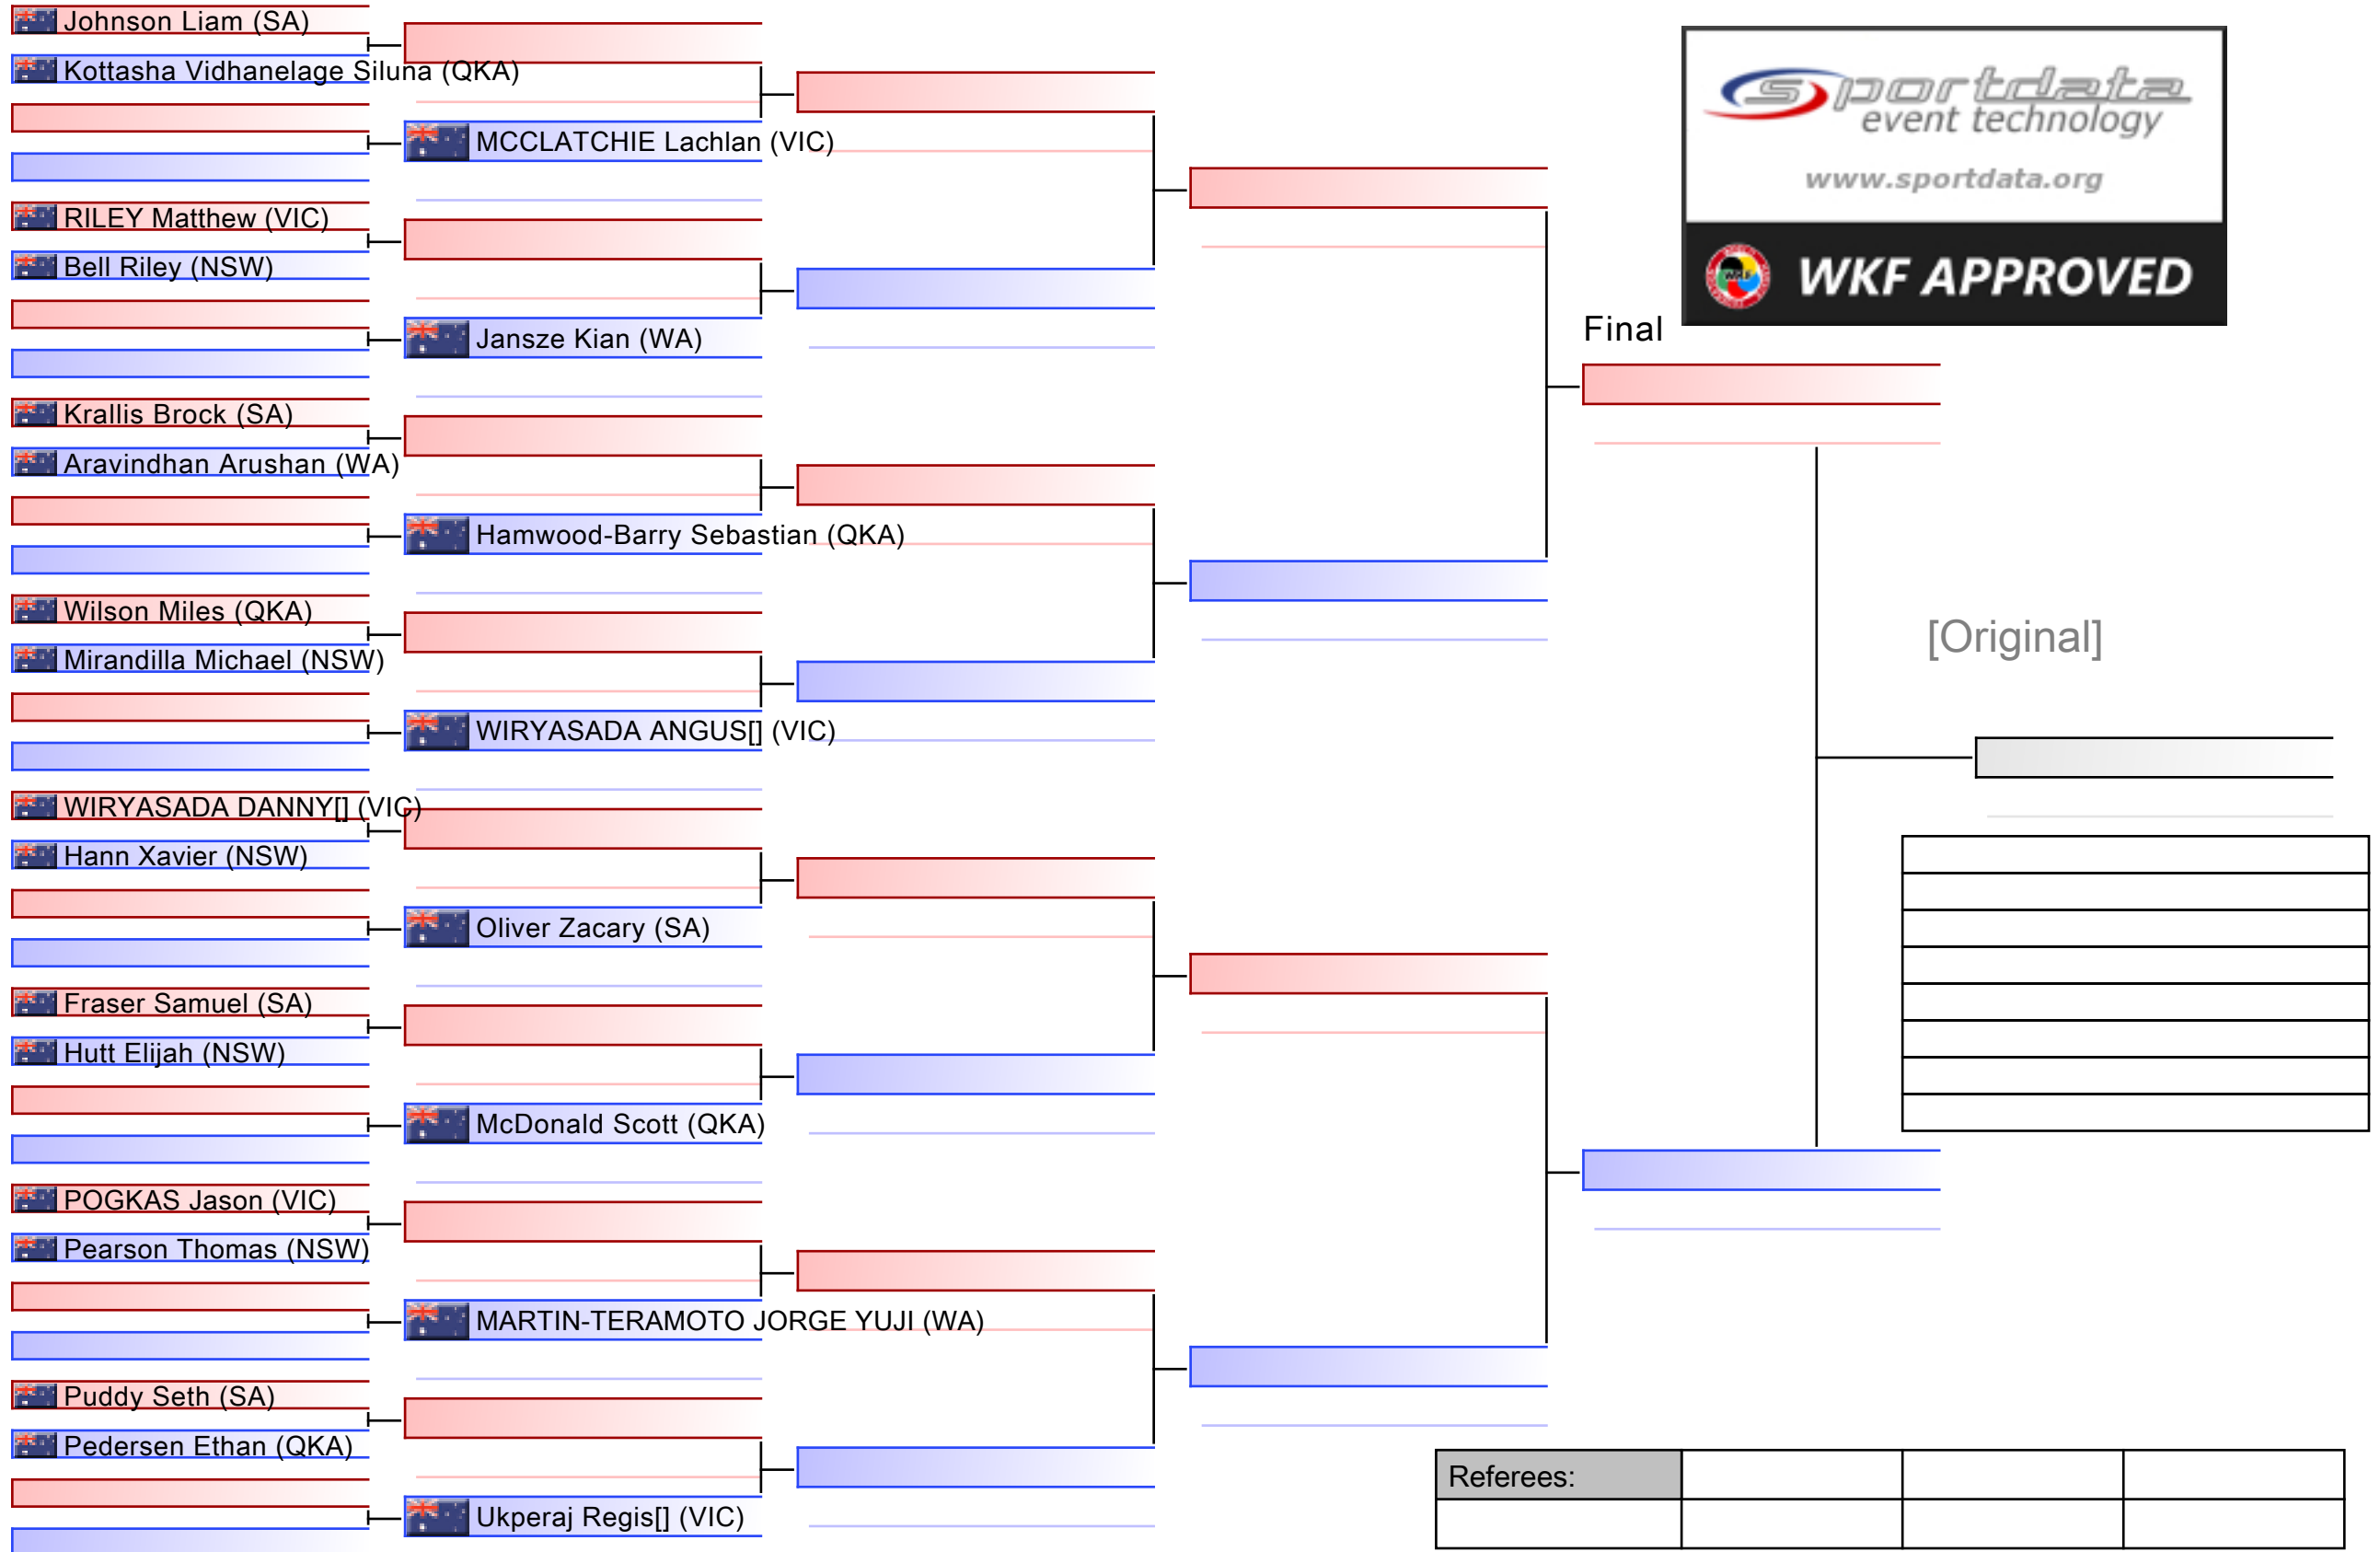 Johnson Liam (SA)
Kottasha Vidhanelage Siluna (QKA)
MCCLATCHIE Lachlan (VIC)
RILEY Matthew (VIC)
Bell Riley (NSW)
Jansze Kian (WA)
Krallis Brock (SA)
Aravindhan Arushan (WA)
Hamwood-Barry Sebastian (QKA)
Wilson Miles (QKA)
Mirandilla Michael (NSW)
WIRYASADA ANGUS[] (VIC)
WIRYASADA DANNY[] (VIC)
Hann Xavier (NSW)
Oliver Zacary (SA)
Fraser Samuel (SA)
Hutt Elijah (NSW)
McDonald Scott (QKA)
POGKAS Jason (VIC)
Pearson Thomas (NSW)
MARTIN-TERAMOTO JORGE YUJI (WA)
Puddy Seth (SA)
Pedersen Ethan (QKA)
Ukperaj Regis[] (VIC)
sportdata
event technology
www.sportdata.org
WKF APPROVED
Final
[Original]
Referees: